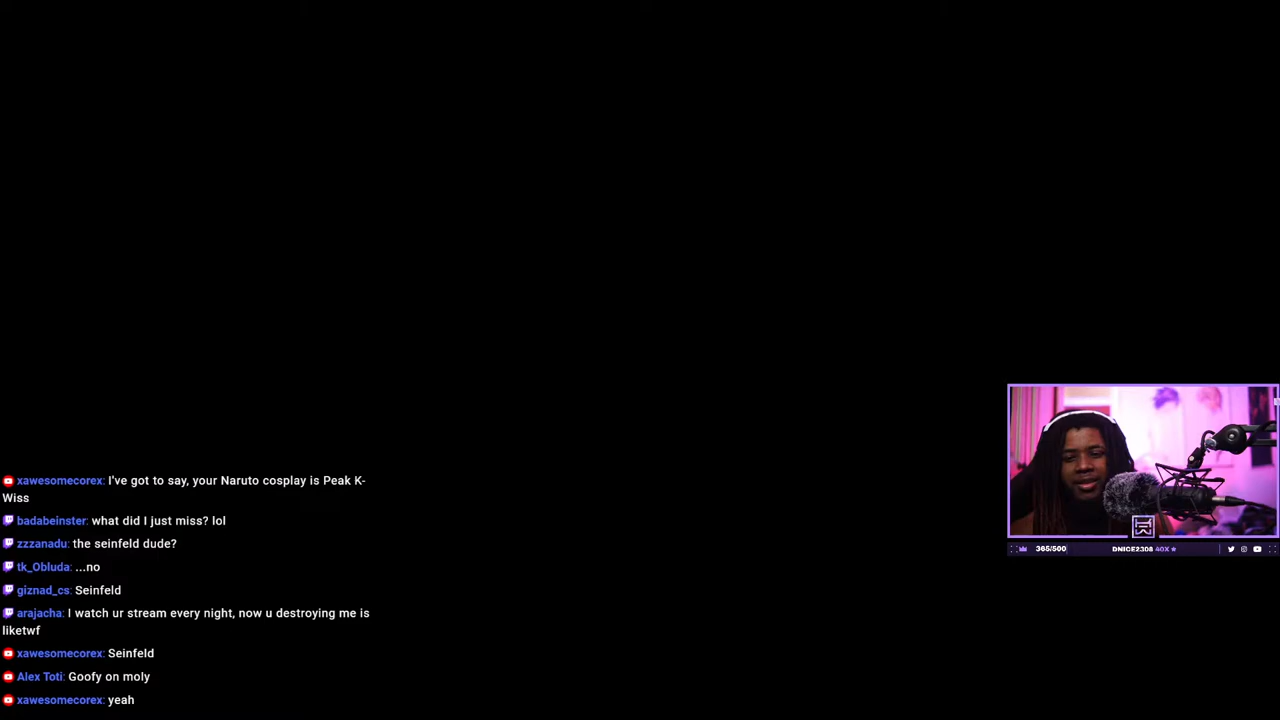 xawesomecorex: I've got to say, your Naruto cosplay is Peak K-
Wiss
badabeinster: what did I just miss? lol
zzzanadu: the seinfeld dude?
tk_Obluda: ...no
giznad_cs: Seinfeld
arajacha: I watch ur stream every night, now u destroying me is
liketwf
xawesomecorex: Seinfeld
Alex Toti: Goofy on moly
xawesomecorex: yeah
365/500 DNICE2308 40X